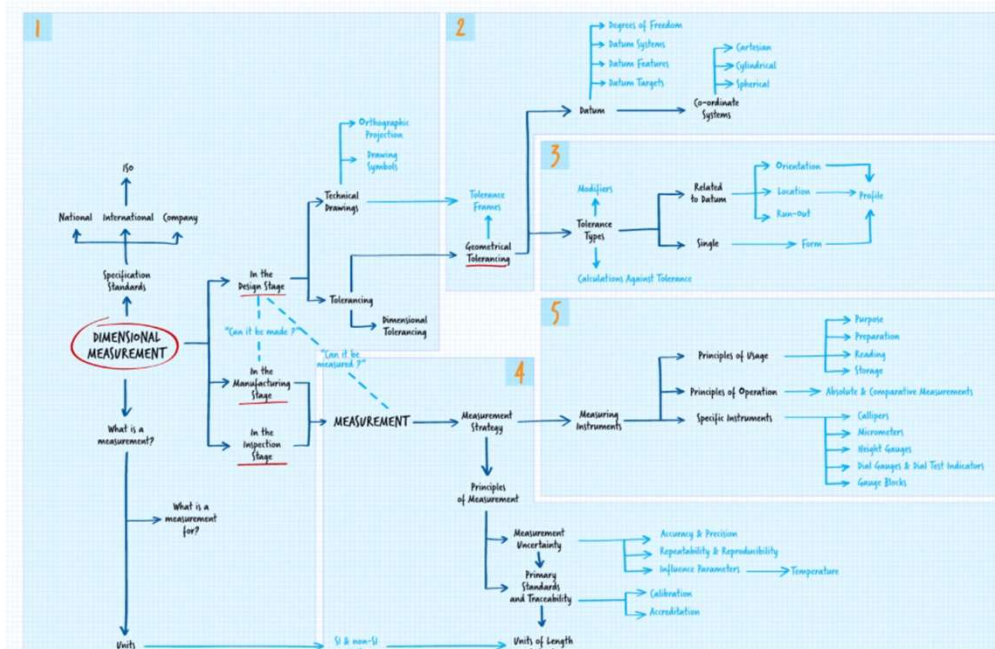 1
ISO
National International Company
Specification
Standards
DIMENSIONAL
MEASUREMENT
What is a
measurement?
What is a
measurement
for?
Units
SI & non-SI
In the
Design Stage
"Can it be made ?"
"Can it be
measured ?"
In the
Manufacturing
Stage
In the
Inspection
Stage
Technical
Drawings
Orthographic
Projection
Drawing
Symbols
Tolerancing
Dimensional
Tolerancing
2
Tolerance
Frames
Geometrical
Tolerancing
Datum
Degrees of Freedom
Datum Systems
Datum Features
Datum Targets
Co-ordinate
Systems
Cartesian
Cylindrical
Spherical
3
Modifiers
Tolerance
Types
Calculations Against Tolerance
Related
to Datum
Orientation
Location
Run-Out
Profile
Single
Form
4
MEASUREMENT
Measurement
Strategy
Principles
of Measurement
Measurement
Uncertainty
Accuracy & Precision
Repeatability & Reproducibility
Influence Parameters
Temperature
Primary
Standards
and Traceability
Calibration
Accreditation
Units of Length
5
Measuring
Instruments
Principles of Usage
Purpose
Preparation
Reading
Storage
Principles of Operation
Absolute & Comparative Measurements
Specific Instruments
Callipers
Micrometers
Height Gauges
Dial Gauges & Dial Test Indicators
Gauge Blocks